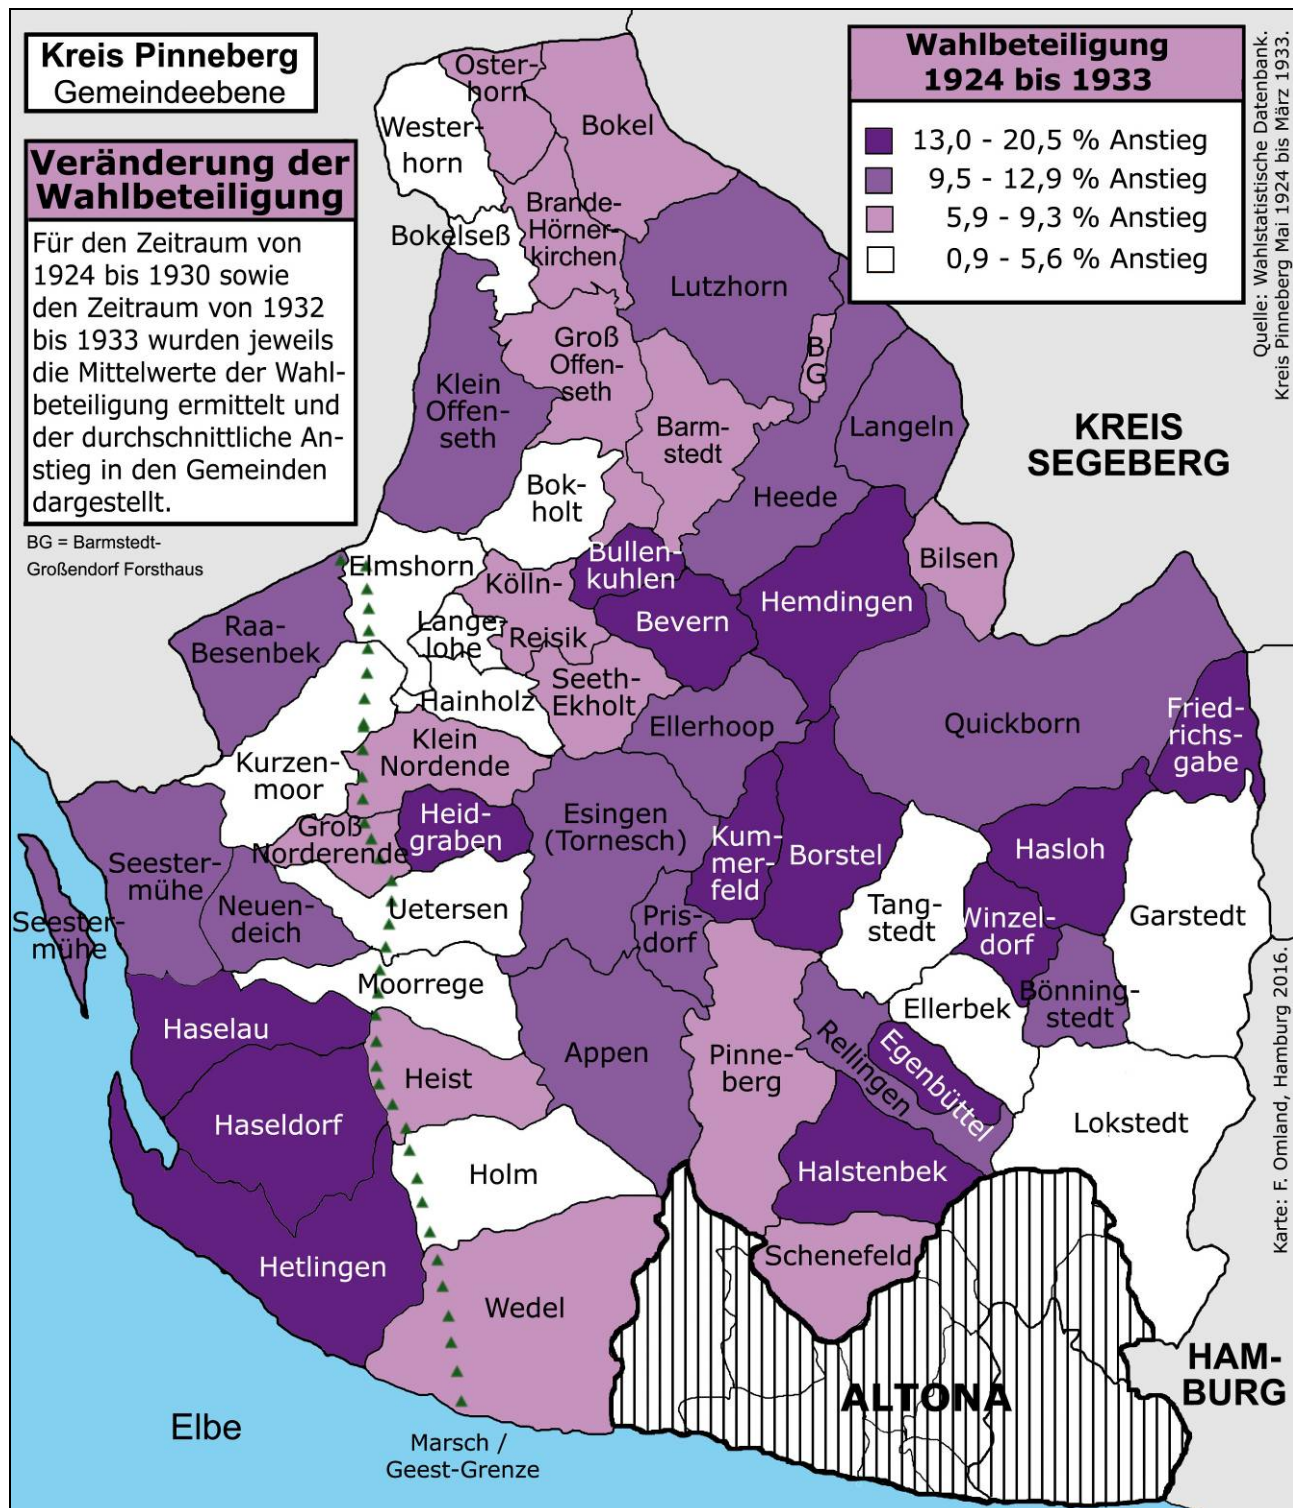 Kreis Pinneberg
Gemeindeebene
Veränderung der
Wahlbeteiligung
Für den Zeitraum von
1924 bis 1930 sowie
den Zeitraum von 1932
bis 1933 wurden jeweils
die Mittelwerte der Wahl-
beteiligung ermittelt und
der durchschnittliche An-
stieg in den Gemeinden
dargestellt.
BG = Barmstedt-
Großendorf Forsthaus
Wahlbeteiligung
1924 bis 1933
13,0 - 20,5 % Anstieg
9,5 - 12,9 % Anstieg
5,9 - 9,3 % Anstieg
0,9 - 5,6 % Anstieg
Quelle: Wahlstatistische Datenbank.
Kreis Pinneberg Mai 1924 bis März 1933.
Oster-
horn
Wester-
horn
Bokel
Brande-
Hörner-
kirchen
Bokelseß
Lutzhorn
Groß
Offen-
seth
B
G
Klein
Offen-
seth
Barm-
stedt
Langeln
KREIS
SEGEBERG
Bok-
holt
Heede
Bullen-
kuhlen
Bilsen
Elmshorn
Kölln-
Reisik
Hemdingen
Bevern
Lange-
lohe
Raa-
Besenbek
Seeth-
Ekholt
Hainholz
Ellerhoop
Quickborn
Fried-
richs-
gabe
Klein
Nordende
Kurzen-
moor
Heid-
graben
Esingen
(Tornesch)
Kum-
mer-
feld
Borstel
Hasloh
Groß
Norderende
Seester-
mühe
Seester-
mühe
Neuen-
deich
Uetersen
Pris-
dorf
Tang-
stedt
Winzel-
dorf
Garstedt
Moorrege
Ellerbek
Bönning-
stedt
Haselau
Heist
Appen
Pinne-
berg
Rellingen
Egenbüttel
Haseldorf
Lokstedt
Holm
Halstenbek
Hetlingen
Schenefeld
Wedel
ALTONA
HAM-
BURG
Elbe
Marsch /
Geest-Grenze
Karte: F. Omland, Hamburg 2016.